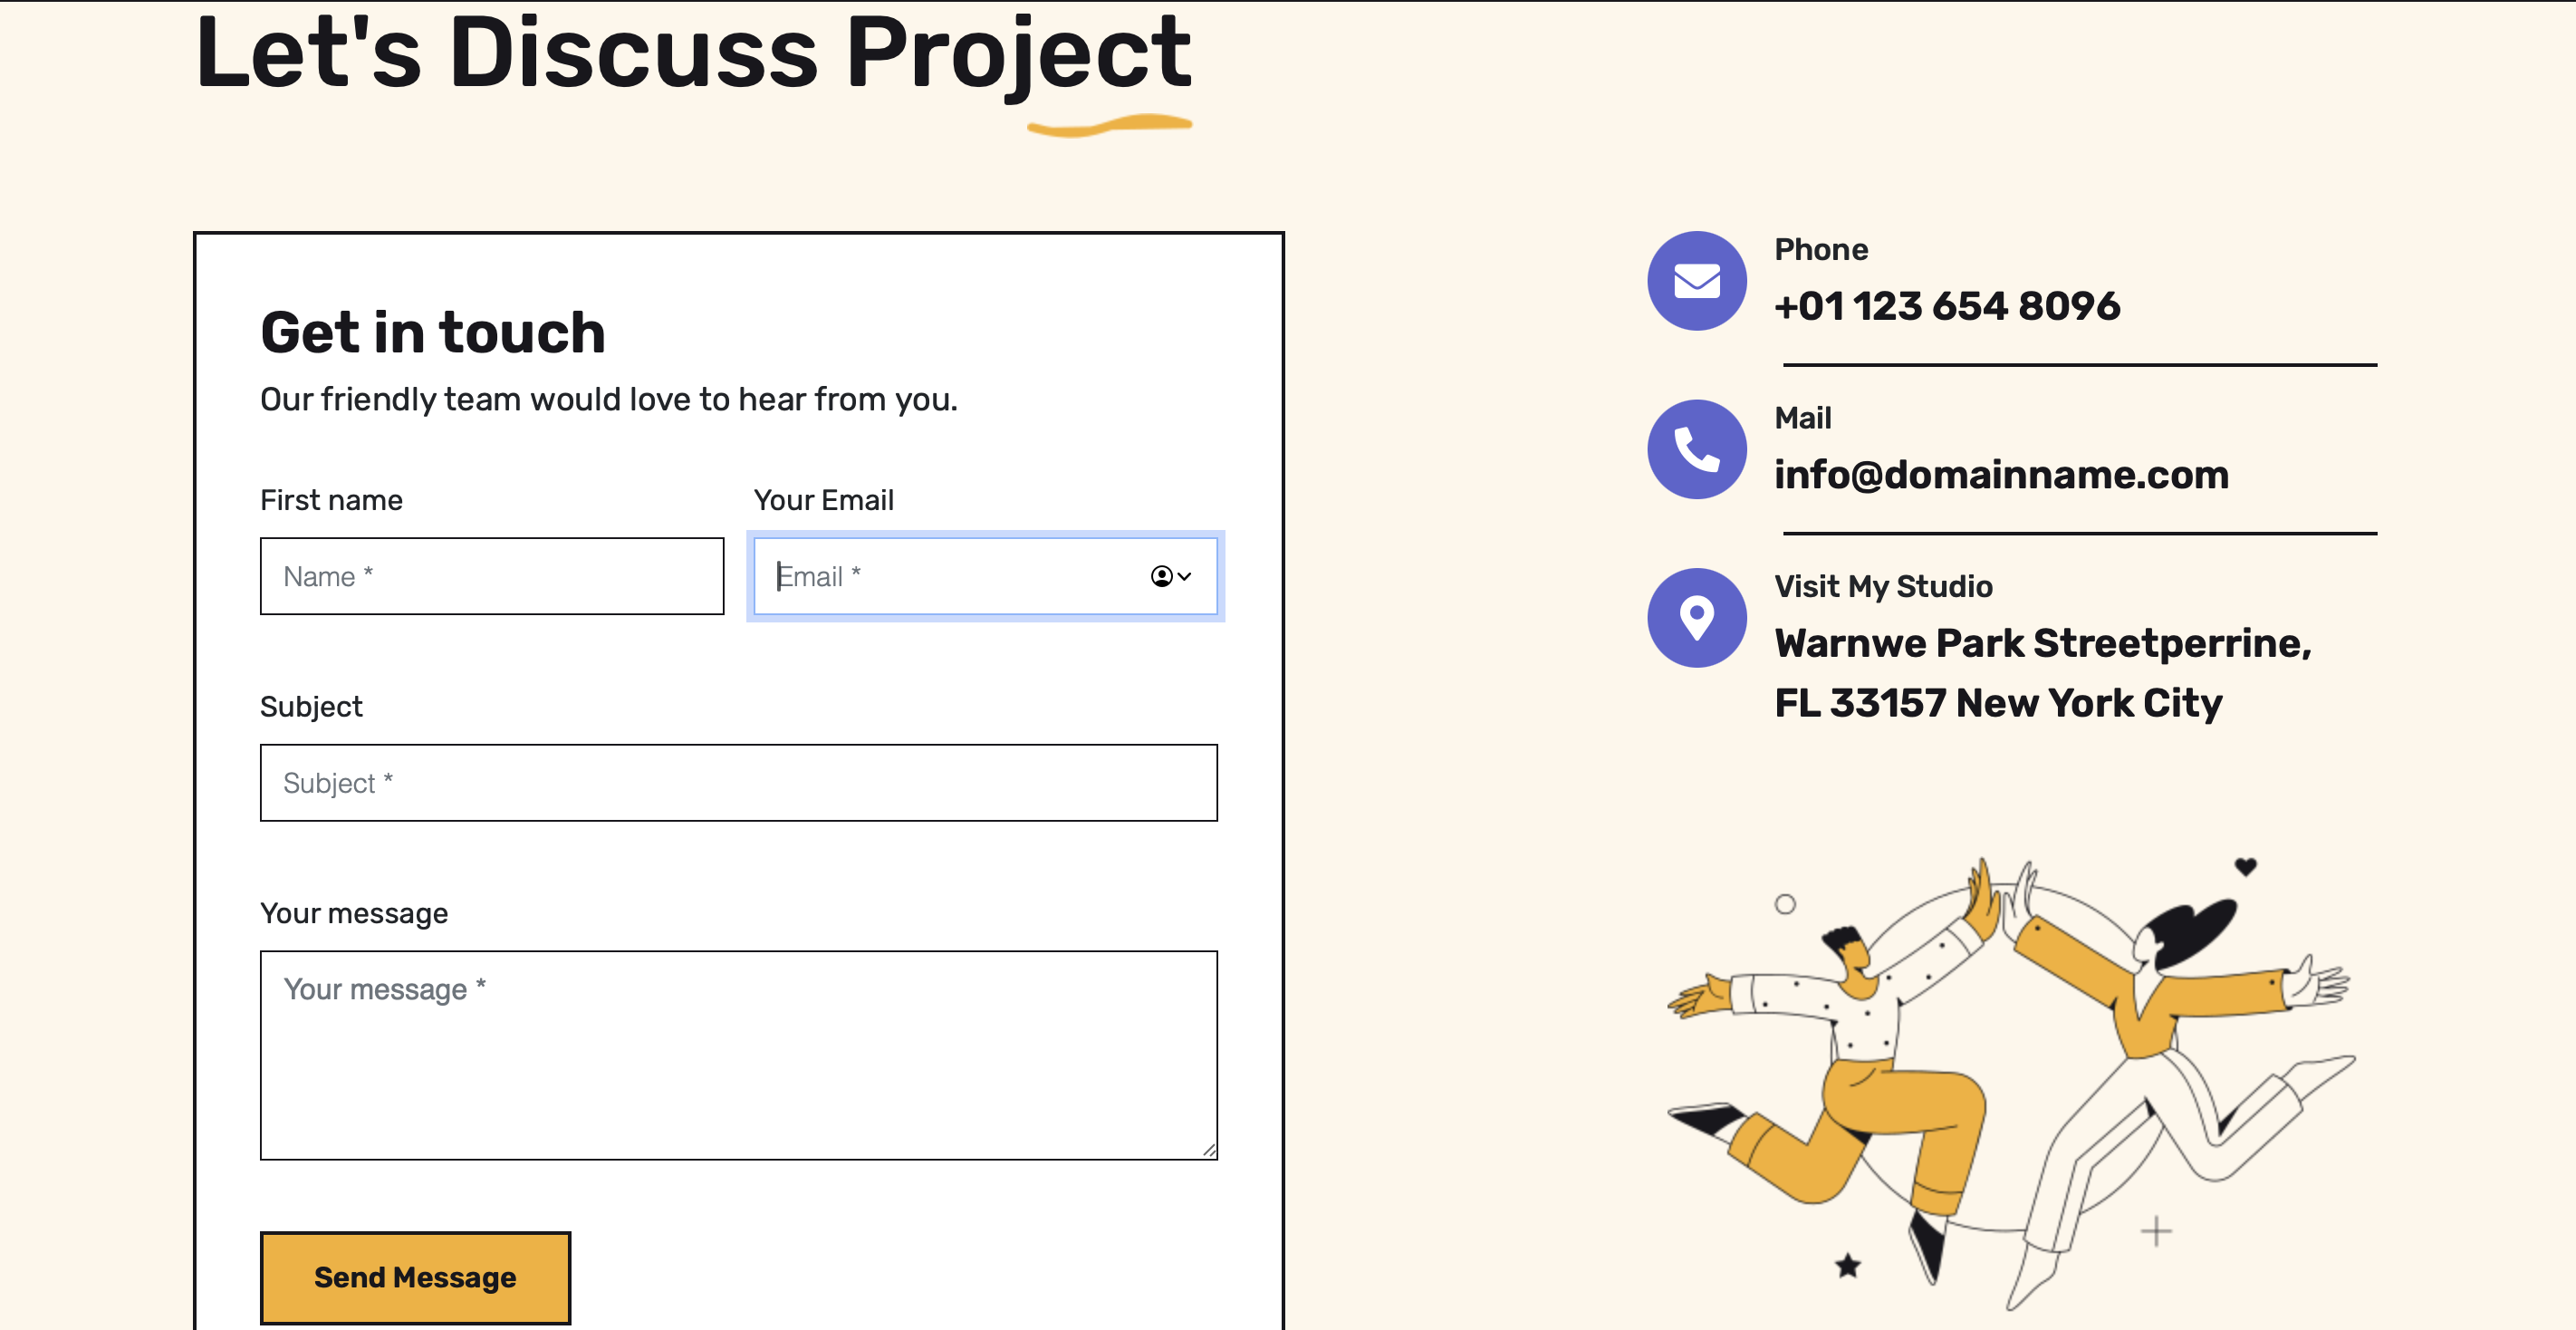 Let's Discuss Project
Get in touch
Our friendly team would love to hear from you.
First name
Your Email
Name *
Email *
Subject
Subject *
Your message
Your message *
Send Message
Phone
+01 123 654 8096
Mail
info@domainname.com
Visit My Studio
Warnwe Park Streetperrine,
FL 33157 New York City